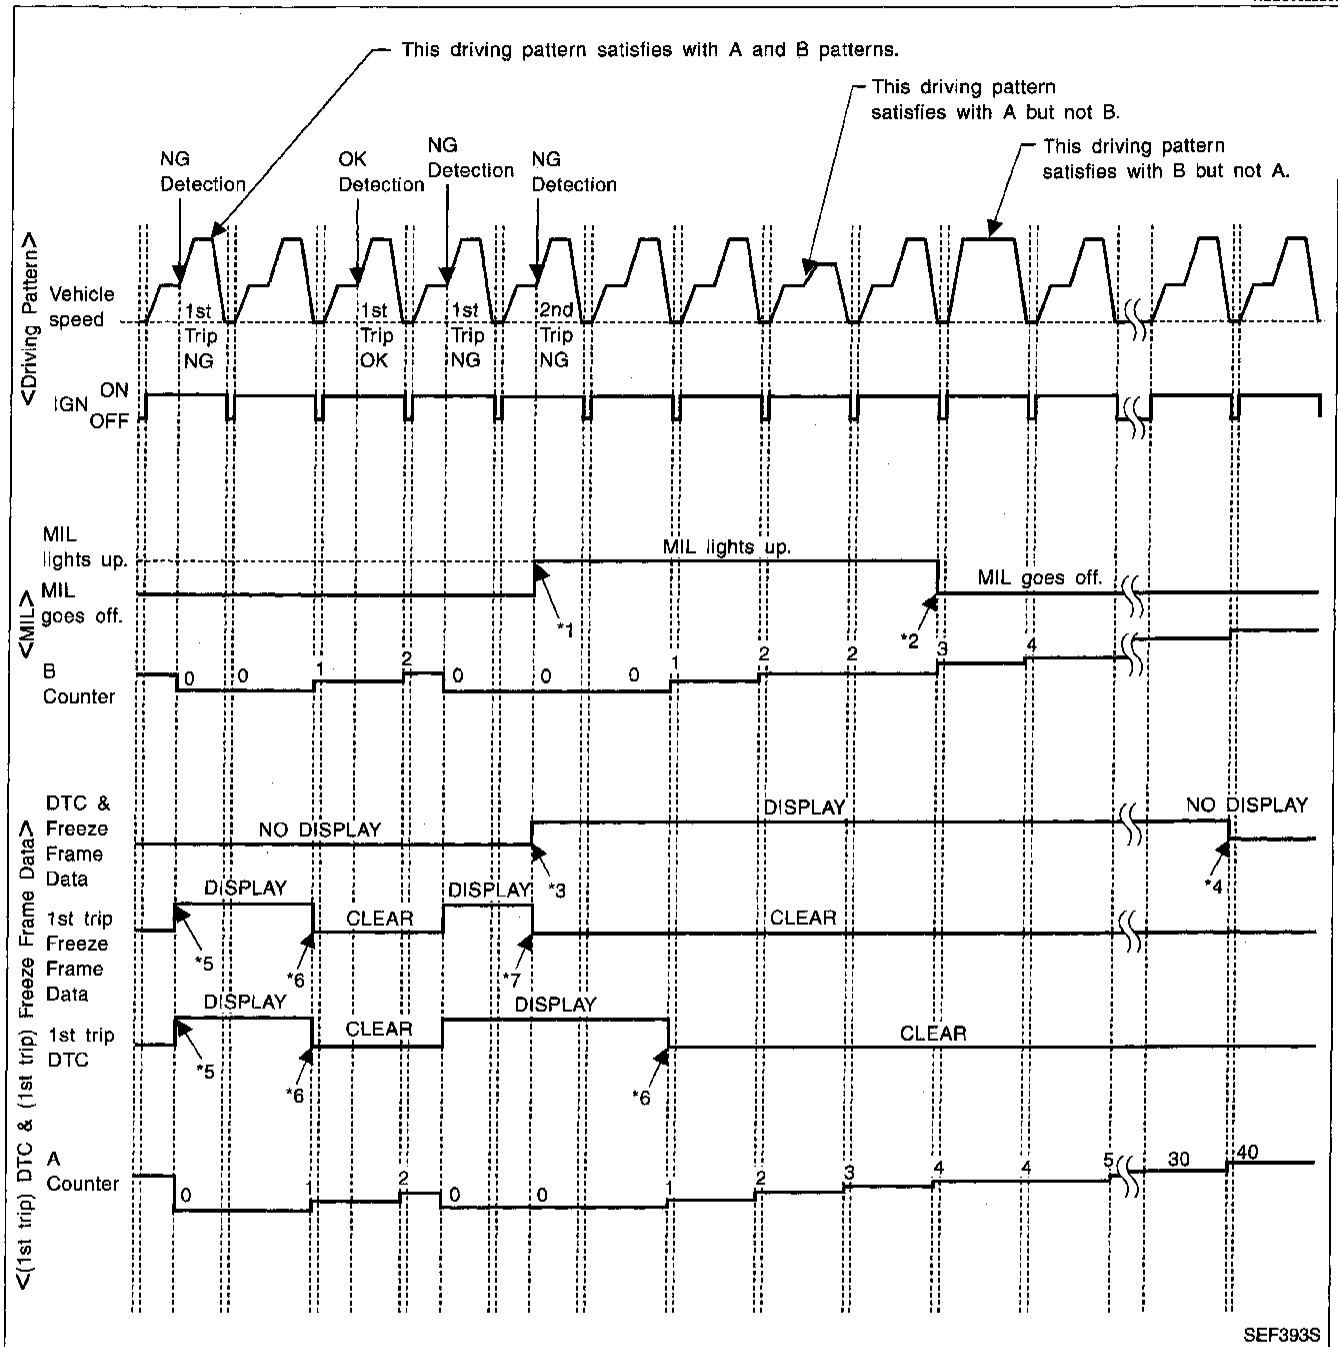 This driving pattern satisfies with A and B patterns.
This driving pattern
satisfies with A but not B.
This driving pattern
satisfies with B but not A.
NG
Detection
OK
Detection
NG
Detection
NG
Detection
<Driving Pattern>
Vehicle
speed
1st
Trip
NG
1st
Trip
OK
1st
Trip
NG
2nd
Trip
NG
IGN
ON
OFF
<MIL>
MIL
lights up.
MIL
goes off.
MIL lights up.
MIL goes off.
*1
*2
B
Counter
0 0 1 2 0 0 0 1 2 2 3 4
<(1st trip) DTC & (1st trip) Freeze Frame Data>
DTC &
Freeze
Frame
Data
NO DISPLAY
DISPLAY
NO DISPLAY
*3
*4
1st trip
Freeze
Frame
Data
DISPLAY
CLEAR
DISPLAY
CLEAR
*5
*6
*7
1st trip
DTC
DISPLAY
CLEAR
DISPLAY
CLEAR
*5
*6
*6
A
Counter
0 1 2 0 0 1 2 3 4 4 5 30 40
SEF393S